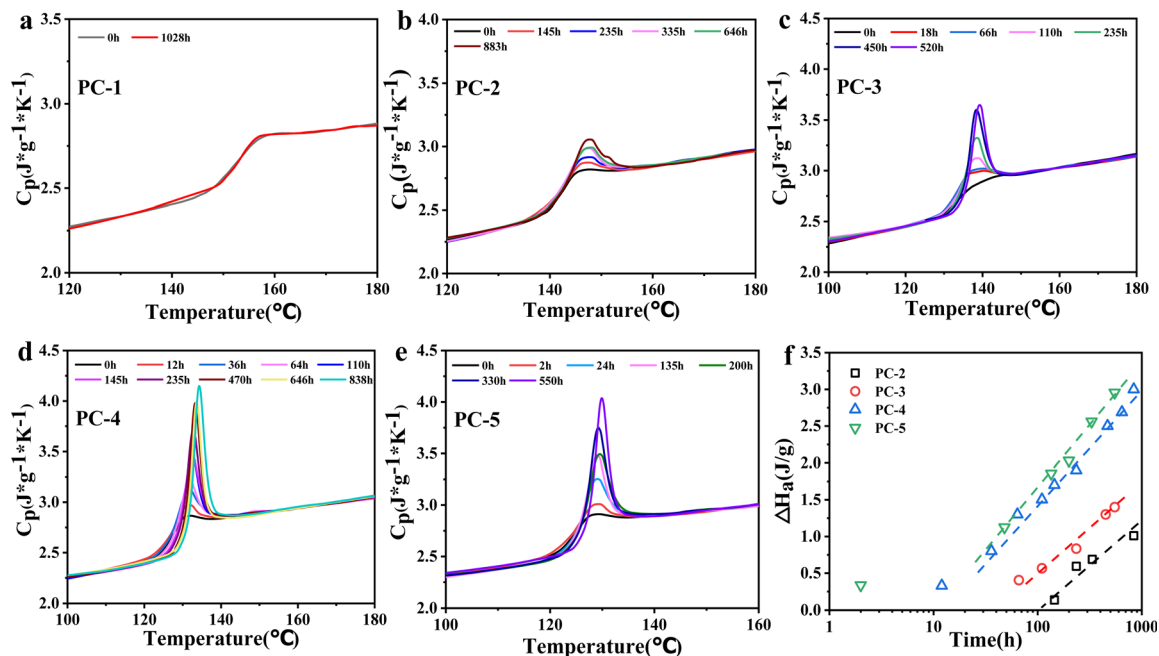 a
3.5
3.0
2.5
2.0
Cp(J*g⁻¹*K⁻¹)
0h 1028h
PC-1
120 140 160 180
Temperature(°C)
b
4.0
3.5
3.0
2.5
2.0
Cp(J*g⁻¹*K⁻¹)
0h 145h 235h 335h 646h
883h
PC-2
120 140 160 180
Temperature(°C)
c
4.5
4.0
3.5
3.0
2.5
2.0
Cp(J*g⁻¹*K⁻¹)
0h 18h 66h 110h 235h
450h 520h
PC-3
100 120 140 160 180
Temperature(°C)
d
4.5
4.0
3.5
3.0
2.5
2.0
Cp(J*g⁻¹*K⁻¹)
0h 12h 36h 64h 110h
145h 235h 470h 646h 838h
PC-4
100 120 140 160 180
Temperature(°C)
e
4.5
4.0
3.5
3.0
2.5
2.0
Cp(J*g⁻¹*K⁻¹)
0h 2h 24h 135h 200h
330h 550h
PC-5
100 120 140 160
Temperature(°C)
f
3.5
3.0
2.5
2.0
1.5
1.0
0.5
0.0
ΔHa(J/g)
PC-2
PC-3
PC-4
PC-5
1 10 100 1000
Time(h)